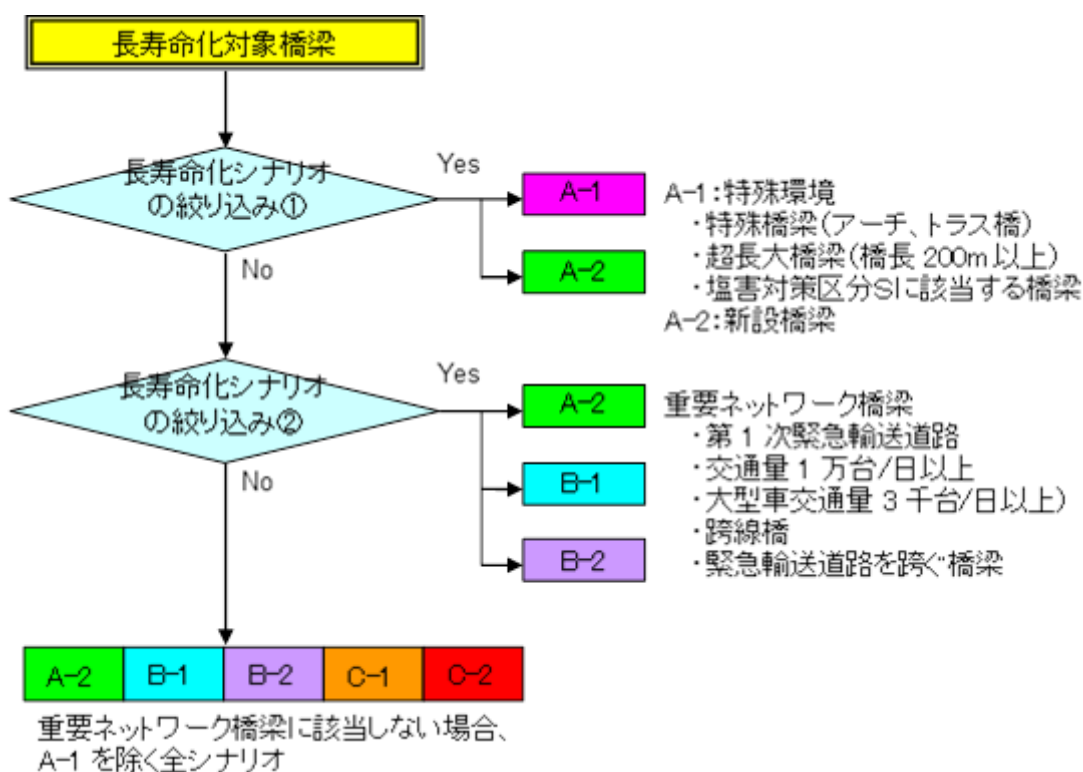 長寿命化対象橋梁
長寿命化シナリオ
の絞り込み①
Yes
No
A-1
A-2
A-1:特殊環境
・特殊橋梁(アーチ、トラス橋)
・超長大橋梁(橋長 200m 以上)
・塩害対策区分Sに該当する橋梁
A-2:新設橋梁
長寿命化シナリオ
の絞り込み②
Yes
No
A-2
B-1
B-2
重要ネットワーク橋梁
・第 1 次緊急輸送道路
・交通量 1 万台/日以上
・大型車交通量 3 千台/日以上)
・跨線橋
・緊急輸送道路を跨ぐ橋梁
A-2 B-1 B-2 C-1 C-2
重要ネットワーク橋梁に該当しない場合、
A-1 を除く全シナリオ